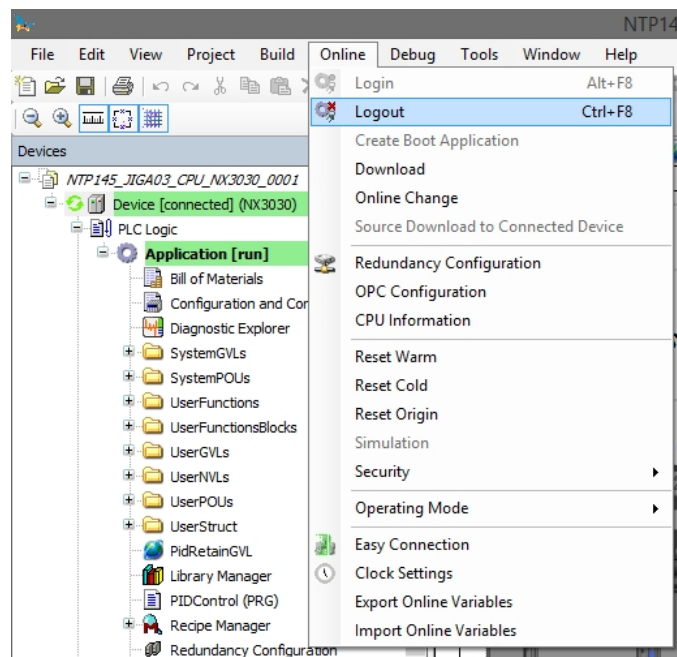 NTP14
File Edit View Project Build Online Debug Tools Window Help
Login Alt+F8
Logout Ctrl+F8
Create Boot Application
Download
Online Change
Source Download to Connected Device
Redundancy Configuration
OPC Configuration
CPU Information
Reset Warm
Reset Cold
Reset Origin
Simulation
Security
Operating Mode
Easy Connection
Clock Settings
Export Online Variables
Import Online Variables
Devices
NTP145_JIGA03_CPU_NX3030_0001
Device [connected] (NX3030)
PLC Logic
Application [run]
Bill of Materials
Configuration and Cor
Diagnostic Explorer
SystemGVLs
SystemPOUs
UserFunctions
UserFunctionsBlocks
UserGVLs
UserNVLs
UserPOUs
UserStruct
PidRetainGVL
Library Manager
PIDControl (PRG)
Recipe Manager
Redundancy Configuration